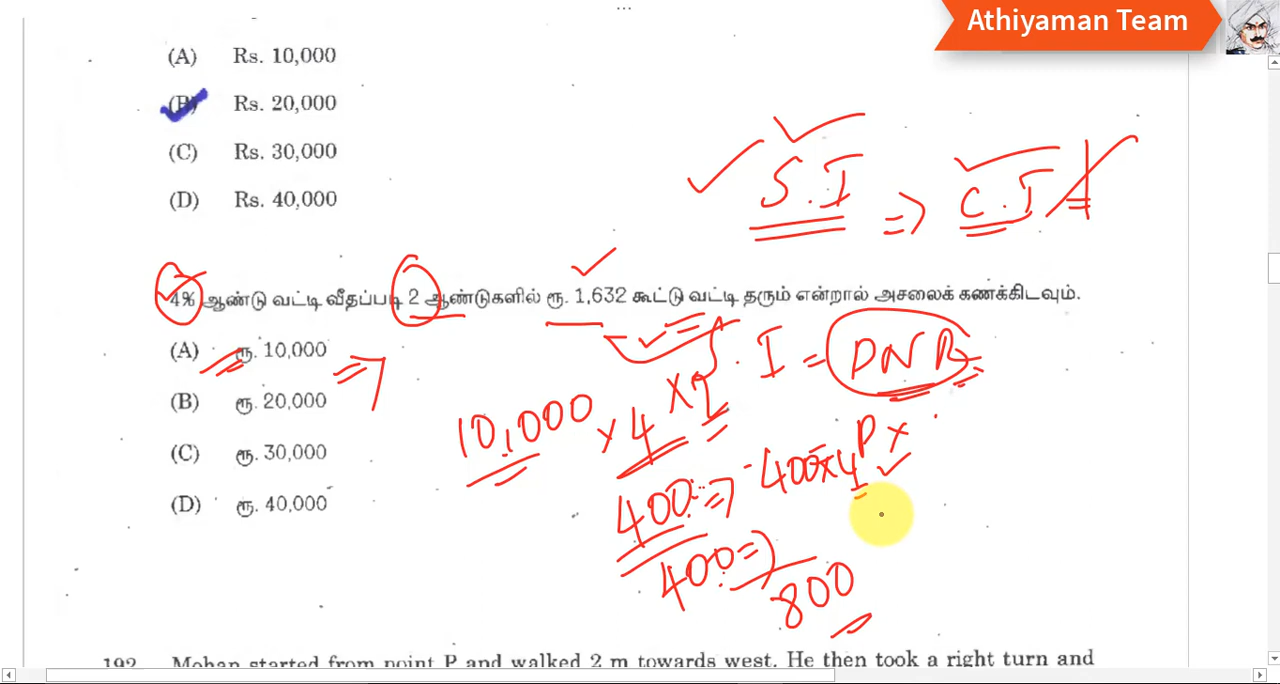 Athiyaman Team
(A) Rs. 10,000
(B) Rs. 20,000
(C) Rs. 30,000
(D) Rs. 40,000
S.I => C.I
4% ஆண்டு வட்டி வீதப்படி 2 ஆண்டுகளில் ரூ. 1,632 கூட்டு வட்டி தரும் என்றால் அசலைக் கணக்கிடவும்.
(A) ரூ. 10,000
(B) ரூ. 20,000
(C) ரூ. 30,000
(D) ரூ. 40,000
I = PNR
10,000 × 4 × 2
P ×
400 => 400 × 4
400 =>
800
192. Mohan started from point P and walked 2 m towards west. He then took a right turn and